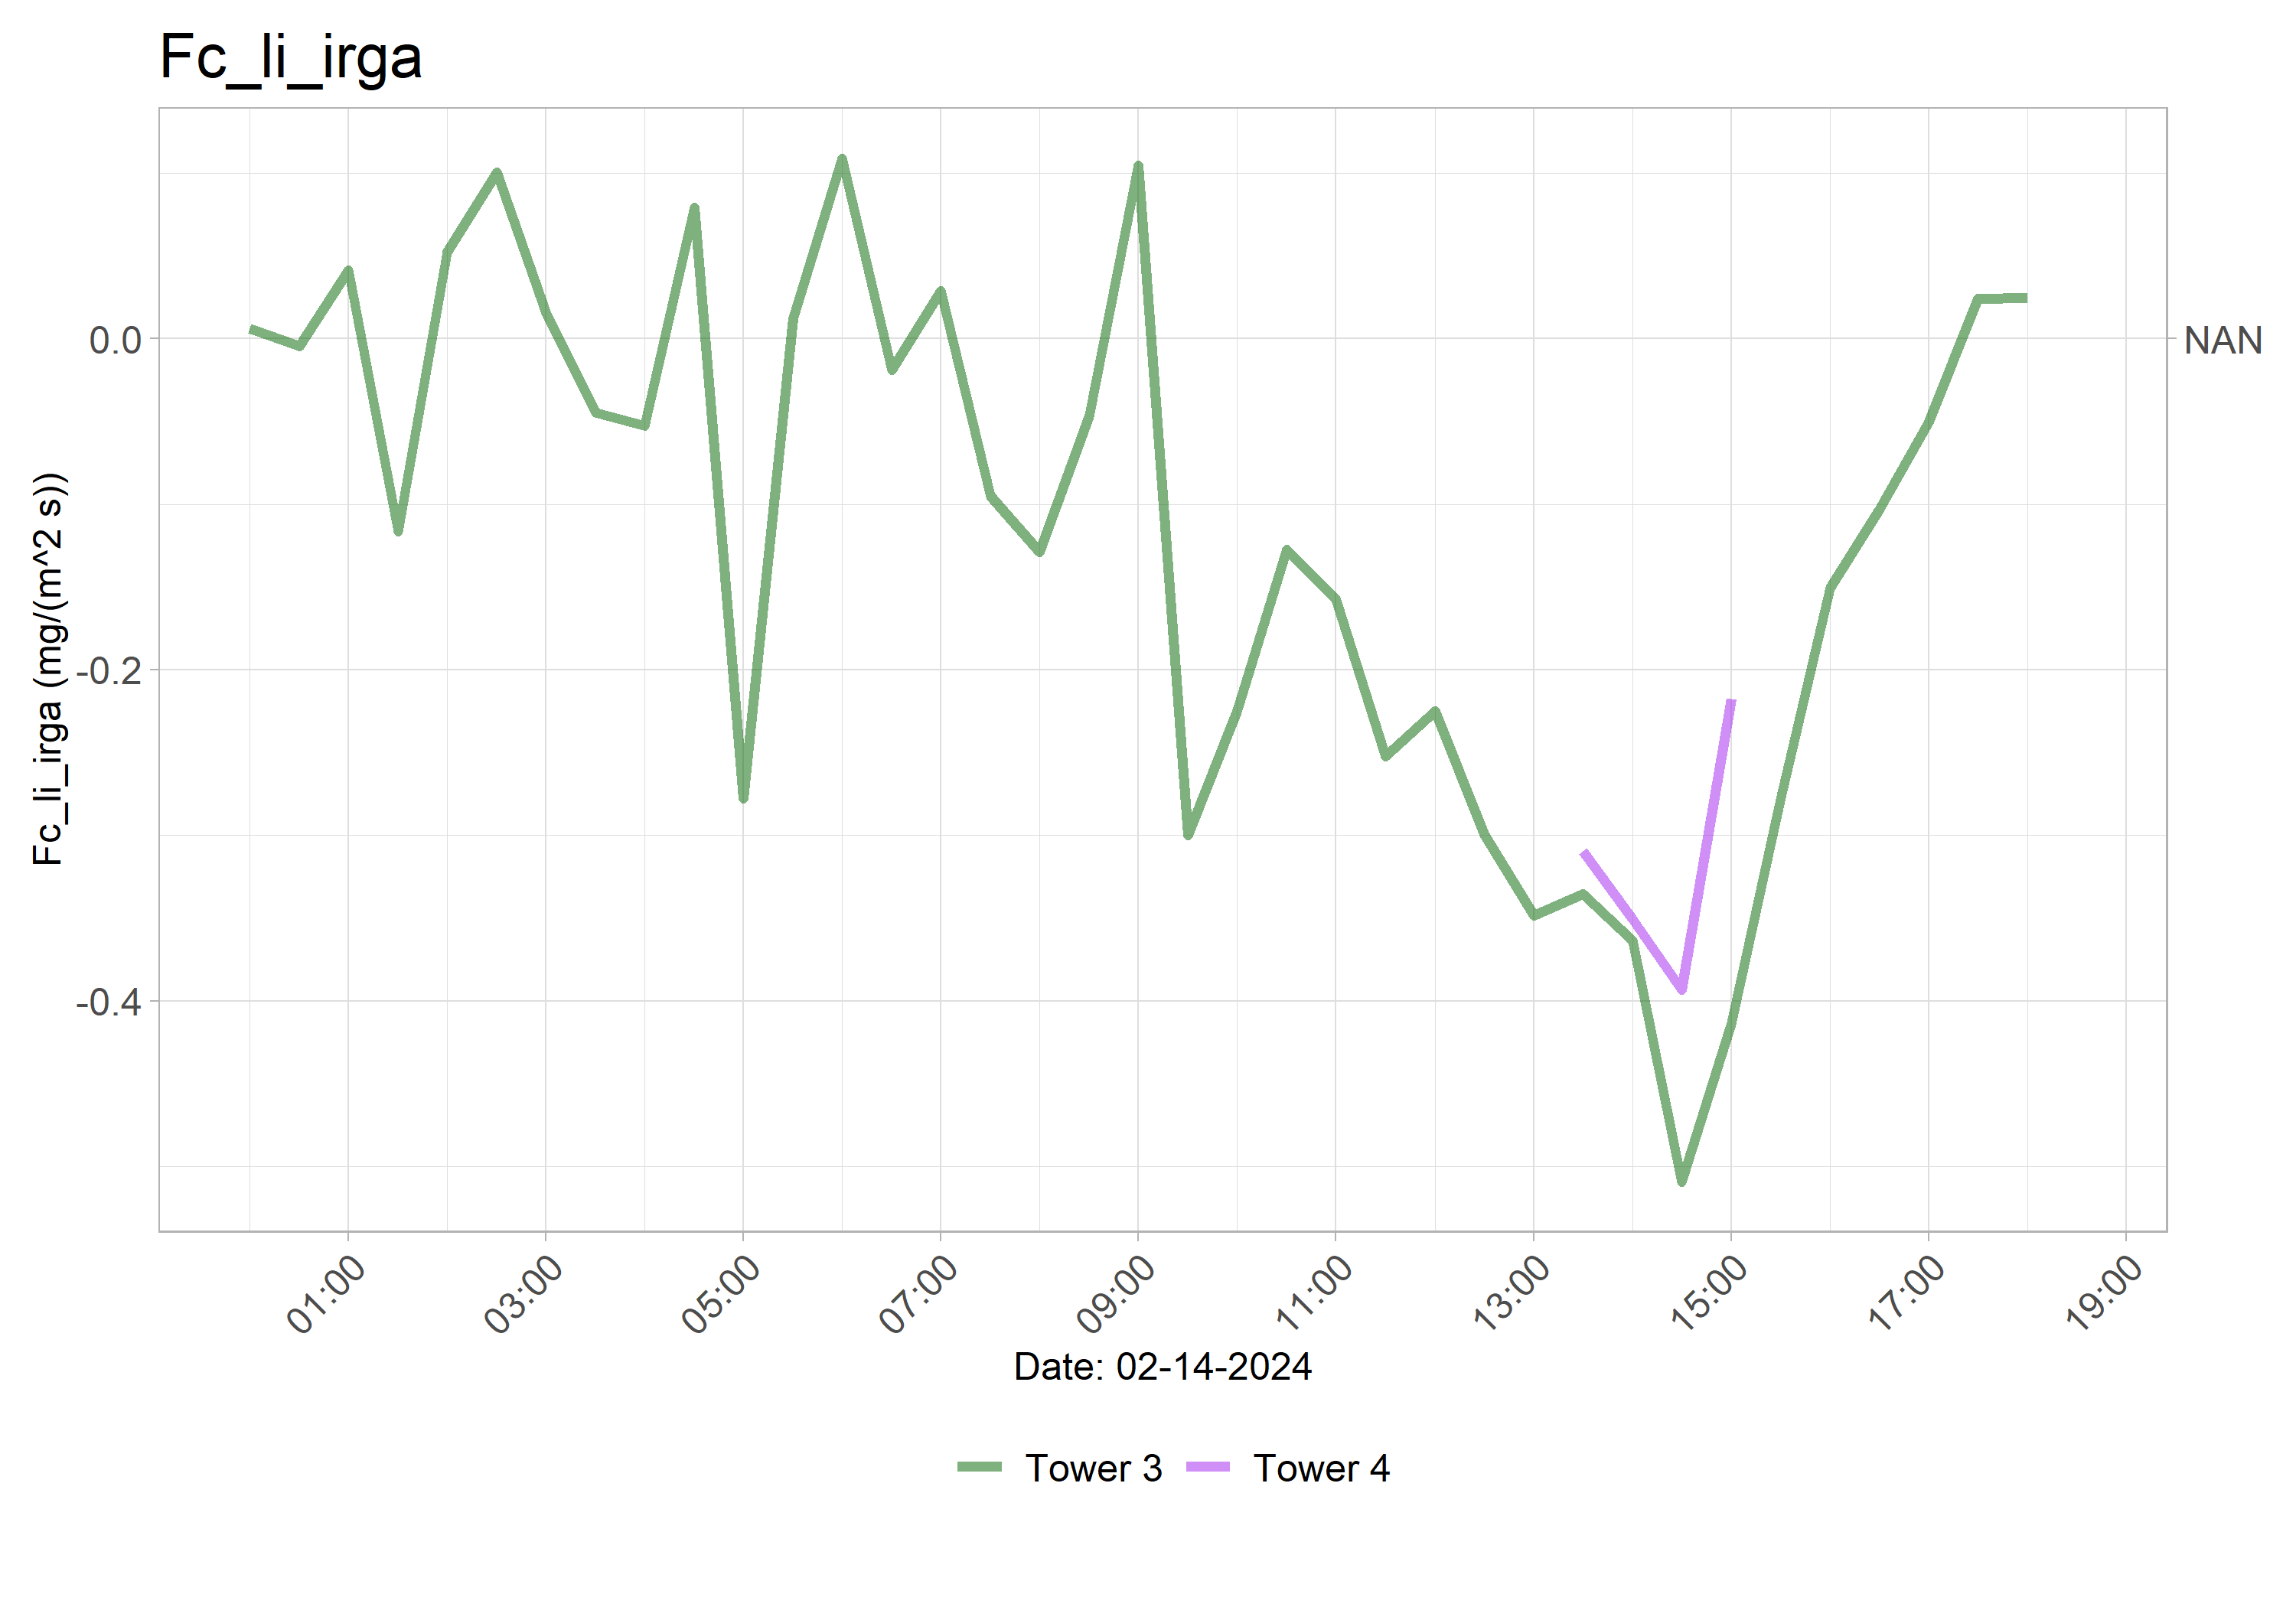 Fc_li_irga
Fc_li_irga (mg/(m^2 s))
0.0
-0.2
-0.4
NAN
01:00 03:00 05:00 07:00 09:00 11:00 13:00 15:00 17:00 19:00
Date: 02-14-2024
Tower 3 Tower 4